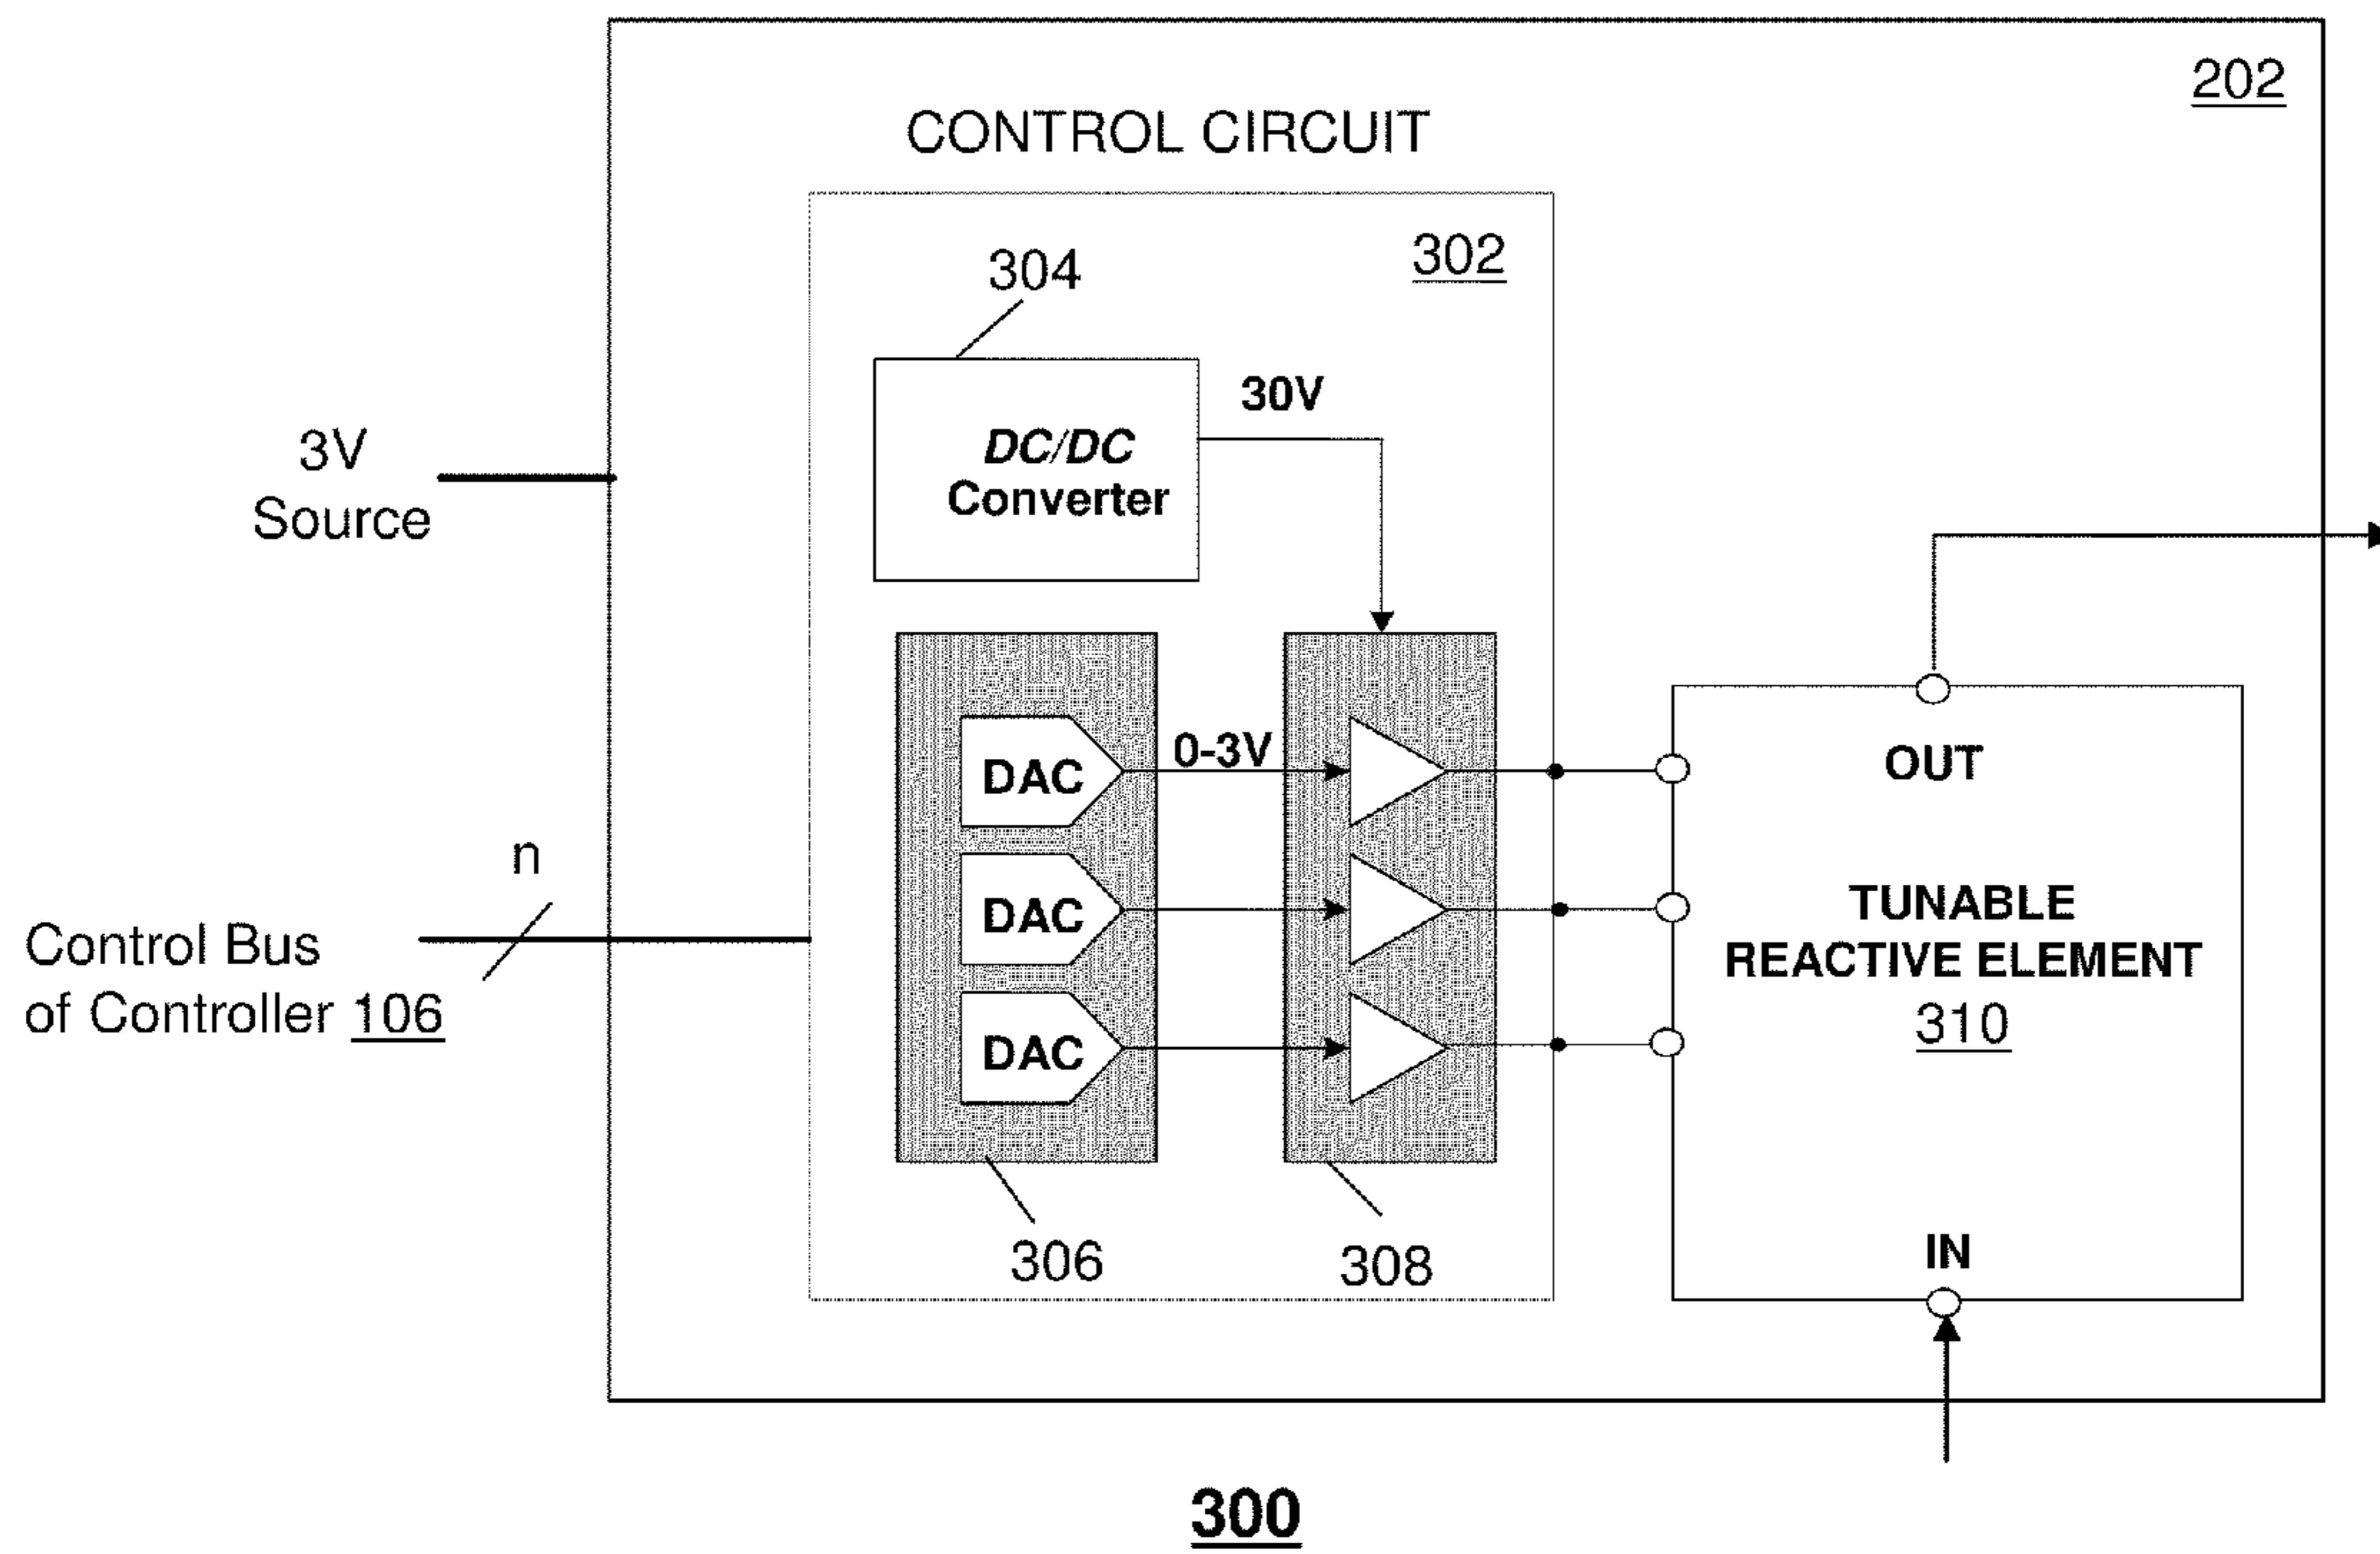 202
CONTROL CIRCUIT
302
304
30V
DC/DC
Converter
3V
Source
0-3V
DAC
DAC
DAC
n
Control Bus
of Controller 106
OUT
TUNABLE
REACTIVE ELEMENT
310
IN
306
308
300